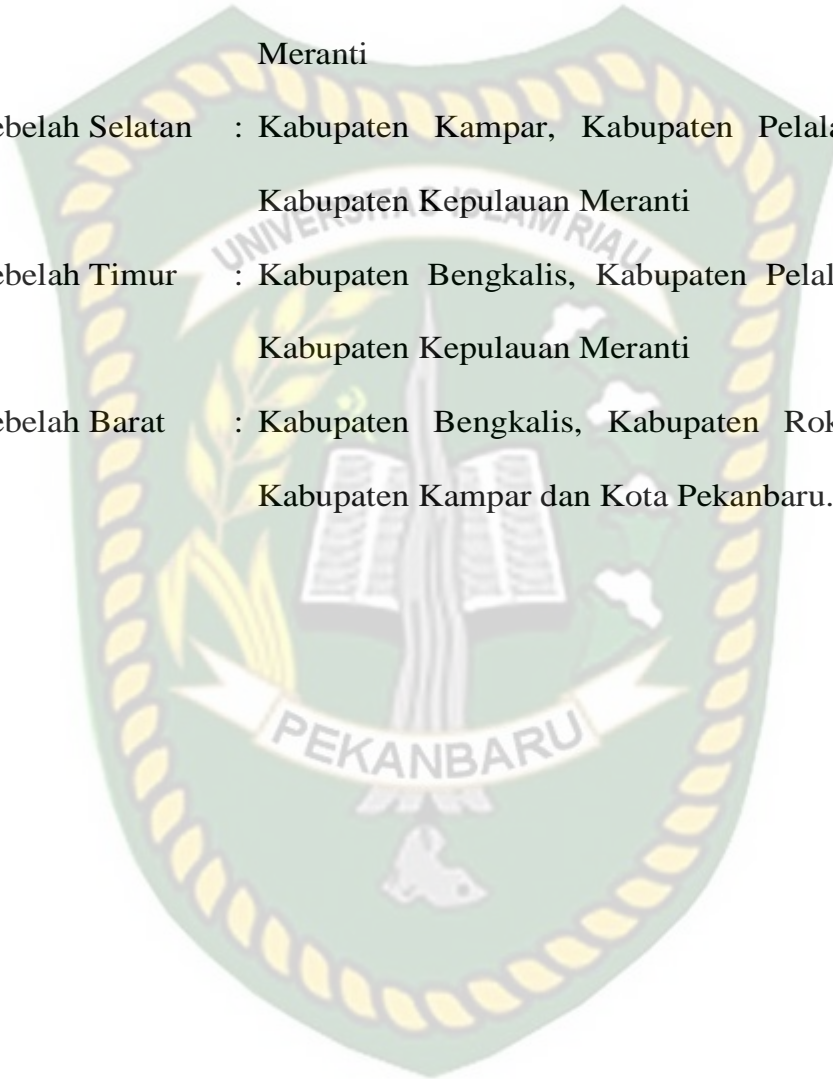 Meranti
ebelah Selatan : Kabupaten Kampar, Kabupaten Pelala
Kabupaten Kepulauan Meranti
UNIVERSITAS ISLAM RIAU
ebelah Timur : Kabupaten Bengkalis, Kabupaten Pelal
Kabupaten Kepulauan Meranti
ebelah Barat : Kabupaten Bengkalis, Kabupaten Rok
Kabupaten Kampar dan Kota Pekanbaru.
PEKANBARU